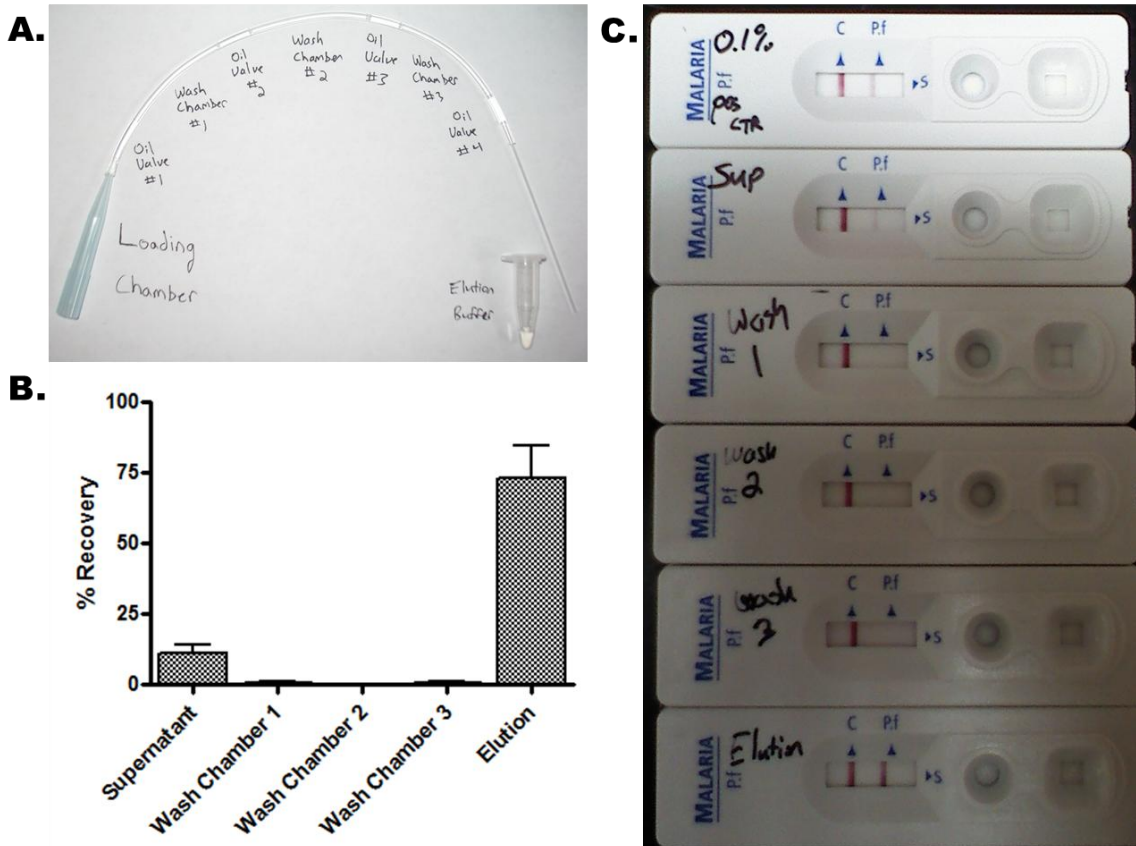 A.
Oil
Valve
#1
Wash
Chamber
#1
Oil
Valve
#2
Wash
Chamber
#2
Oil
Valve
#3
Wash
Chamber
#3
Oil
Valve
#4
Loading
Chamber
Elution
Buffer
B.
% Recovery
100
75
50
25
0
Supernatant
Wash Chamber 1
Wash Chamber 2
Wash Chamber 3
Elution
C.
MALARIA
P.f
0.1%
pos
CTR
C P.f
S
MALARIA
P.f
Sup
C P.f
S
MALARIA
P.f
Wash
1
C P.f
S
MALARIA
P.f
Wash
2
C P.f
S
MALARIA
P.f
Wash
3
C P.f
S
MALARIA
P.f
Elution
C P.f
S